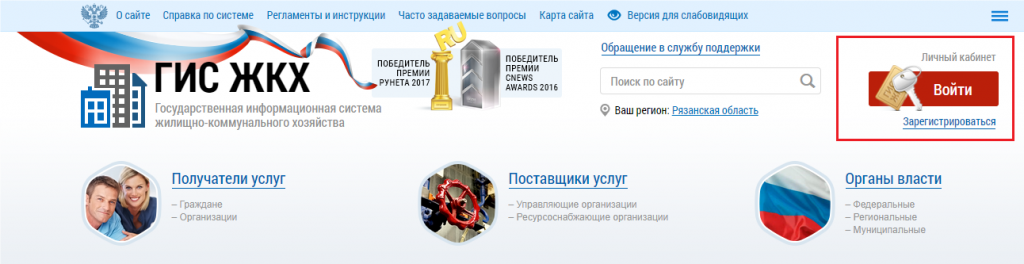 О сайте Справка по системе Регламенты и инструкции Часто задаваемые вопросы Карта сайта Версия для слабовидящих
ГИС ЖКХ
Государственная информационная система
жилищно-коммунального хозяйства
ПОБЕДИТЕЛЬ
ПРЕМИИ
РУНЕТА 2017
RU
ПОБЕДИТЕЛЬ
ПРЕМИИ
CNEWS
AWARDS 2016
Обращение в службу поддержки
Поиск по сайту
Ваш регион: Рязанская область
Личный кабинет
Войти
Зарегистрироваться
Получатели услуг
– Граждане
– Организации
Поставщики услуг
– Управляющие организации
– Ресурсоснабжающие организации
Органы власти
– Федеральные
– Региональные
– Муниципальные